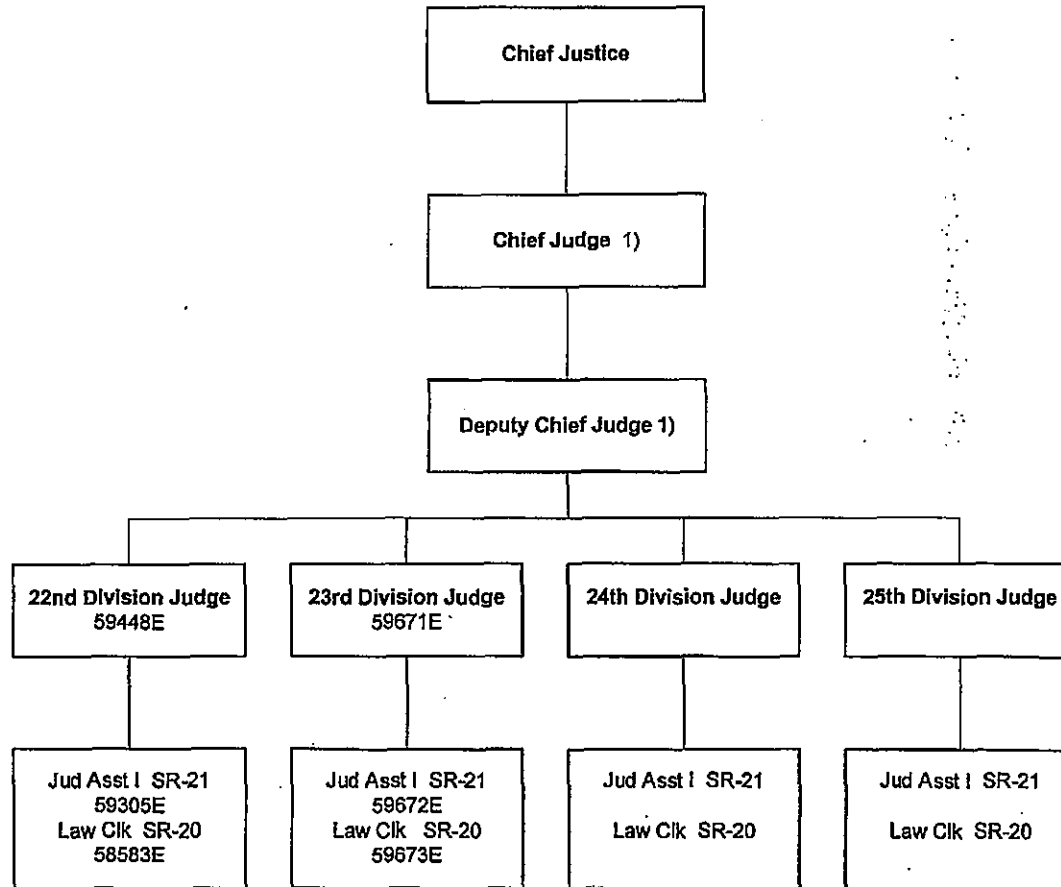 Chief Justice
Chief Judge 1)
Deputy Chief Judge 1)
22nd Division Judge
59448E
23rd Division Judge
59671E
24th Division Judge
25th Division Judge
Jud Asst I SR-21
59305E
Law Clk SR-20
58583E
Jud Asst I SR-21
59672E
Law Clk SR-20
59673E
Jud Asst I SR-21
Law Clk SR-20
Jud Asst I SR-21
Law Clk SR-20